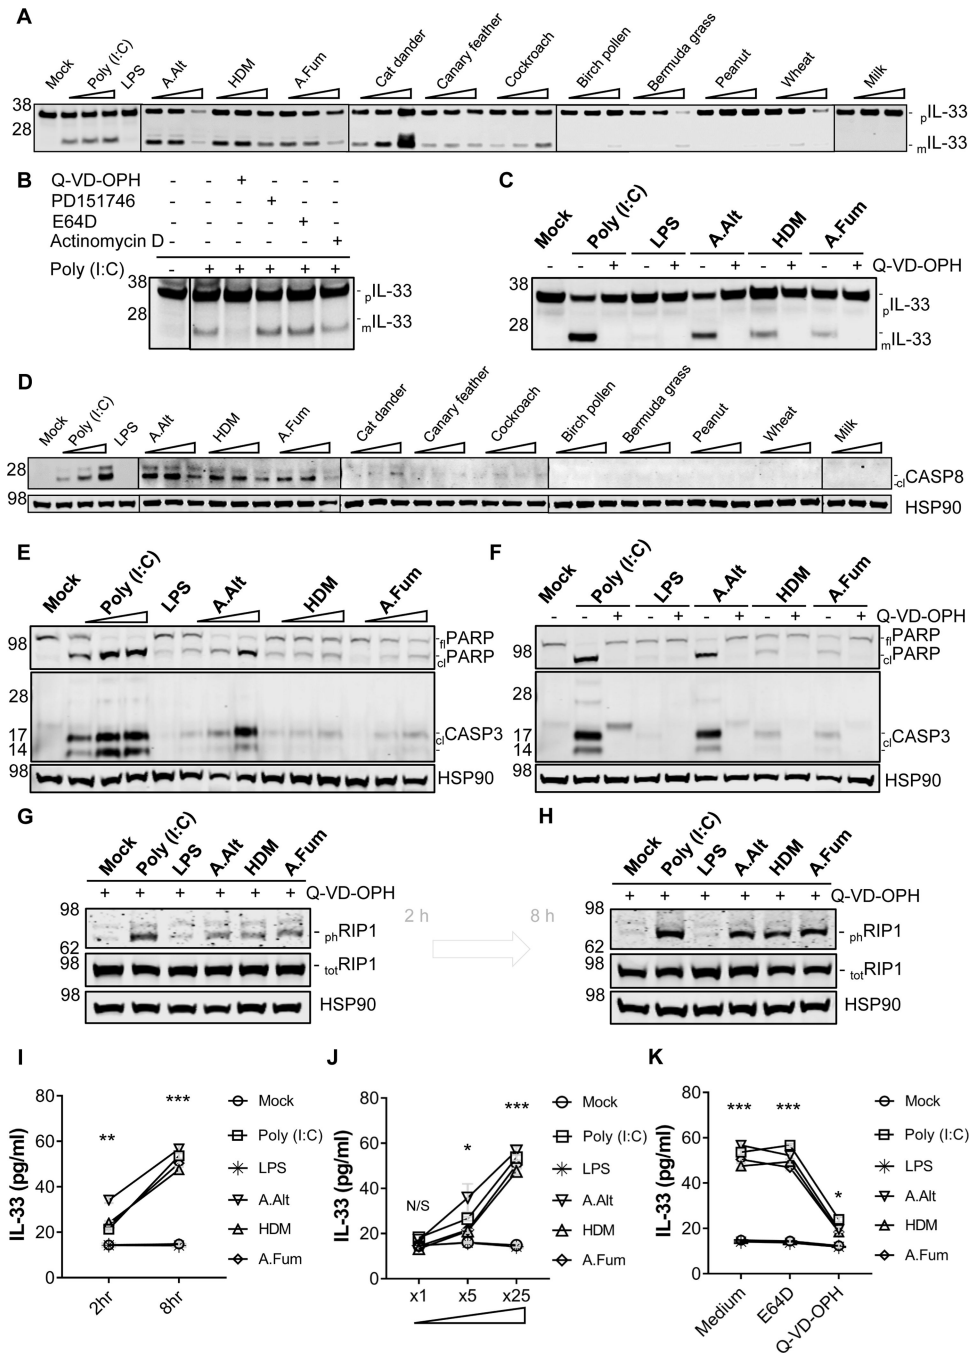 A
Mock
Poly (I:C)
LPS
A.Alt
HDM
A.Fum
Cat dander
Canary feather
Cockroach
Birch pollen
Bermuda grass
Peanut
Wheat
Milk
38
28
- pIL-33
- mIL-33
B
Q-VD-OPH - - + - - -
PD151746 - - - + - -
E64D - - - - + -
Actinomycin D - - - - - +
Poly (I:C) - + + + + +
38
28
- pIL-33
- mIL-33
C
Mock
Poly (I:C)
LPS
A.Alt
HDM
A.Fum
- - + - + - + - + - + Q-VD-OPH
38
28
- pIL-33
- mIL-33
D
Mock
Poly (I:C)
LPS
A.Alt
HDM
A.Fum
Cat dander
Canary feather
Cockroach
Birch pollen
Bermuda grass
Peanut
Wheat
Milk
28
98
- clCASP8
HSP90
E
Mock
Poly (I:C)
LPS
A.Alt
HDM
A.Fum
98
28
17
14
98
- flPARP
- clPARP
- clCASP3
HSP90
F
Mock
Poly (I:C)
LPS
A.Alt
HDM
A.Fum
Q-VD-OPH
- - + - + - + - + - +
98
28
17
14
98
- flPARP
- clPARP
- clCASP3
HSP90
G
Mock
Poly (I:C)
LPS
A.Alt
HDM
A.Fum
+ + + + + + Q-VD-OPH
98
62
98
98
- phRIP1
- totRIP1
HSP90
2 h
8 h
H
Mock
Poly (I:C)
LPS
A.Alt
HDM
A.Fum
+ + + + + + Q-VD-OPH
98
62
98
98
- phRIP1
- totRIP1
HSP90
I
IL-33 (pg/ml)
80
60
40
20
0
**
***
2hr
8hr
Mock
Poly (I:C)
LPS
A.Alt
HDM
A.Fum
J
IL-33 (pg/ml)
80
60
40
20
0
N/S
*
***
x1
x5
x25
Mock
Poly (I:C)
LPS
A.Alt
HDM
A.Fum
K
IL-33 (pg/ml)
80
60
40
20
0
***
***
*
Medium
E64D
Q-VD-OPH
Mock
Poly (I:C)
LPS
A.Alt
HDM
A.Fum